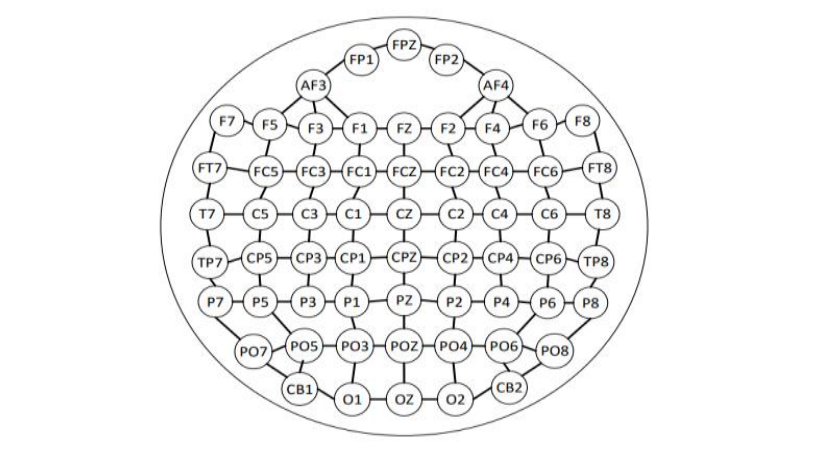 FPZ
FP1 FP2
AF3 AF4
F7 F5 F3 F1 FZ F2 F4 F6 F8
FT7 FC5 FC3 FC1 FCZ FC2 FC4 FC6 FT8
T7 C5 C3 C1 CZ C2 C4 C6 T8
TP7 CP5 CP3 CP1 CPZ CP2 CP4 CP6 TP8
P7 P5 P3 P1 PZ P2 P4 P6 P8
PO7 PO5 PO3 POZ PO4 PO6 PO8
CB1 O1 OZ O2 CB2